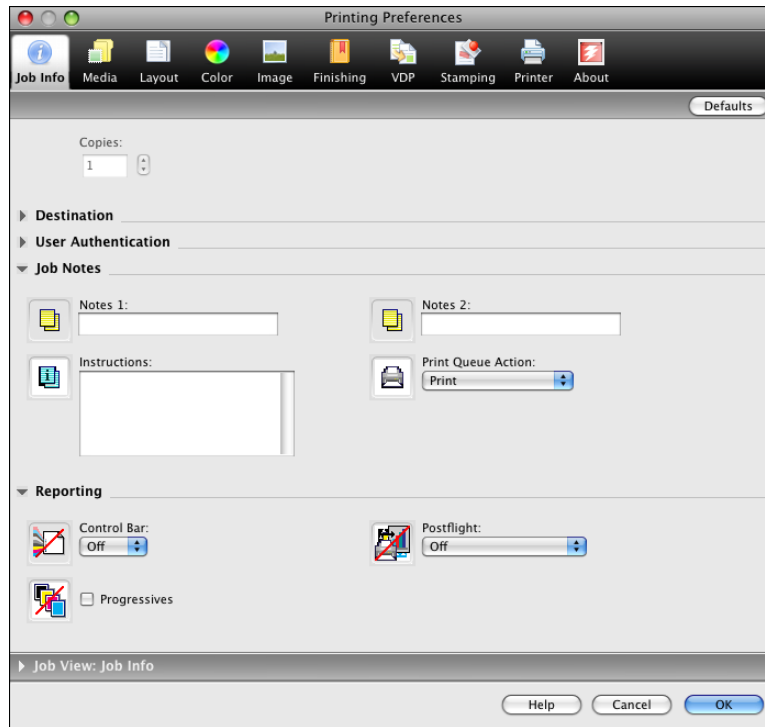 Printing Preferences
Job Info Media Layout Color Image Finishing VDP Stamping Printer About
Defaults
Copies:
1
Destination
User Authentication
Job Notes
Notes 1: Notes 2:
Instructions: Print Queue Action:
Print
Reporting
Control Bar: Postflight:
Off Off
Progressives
Job View: Job Info
Help Cancel OK